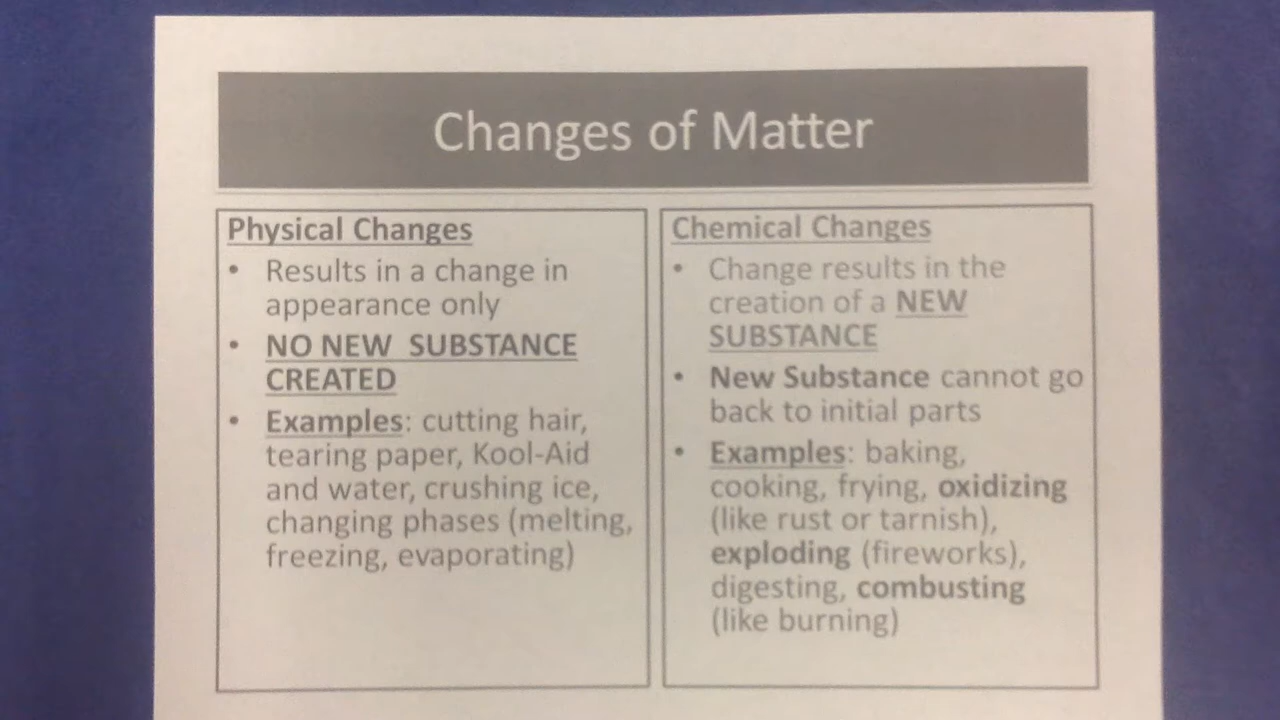 Changes of Matter
Physical Changes
• Results in a change in
appearance only
• NO NEW SUBSTANCE
CREATED
• Examples: cutting hair,
tearing paper, Kool-Aid
and water, crushing ice,
changing phases (melting,
freezing, evaporating)
Chemical Changes
• Change results in the
creation of a NEW
SUBSTANCE
• New Substance cannot go
back to initial parts
• Examples: baking,
cooking, frying, oxidizing
(like rust or tarnish),
exploding (fireworks),
digesting, combusting
(like burning)